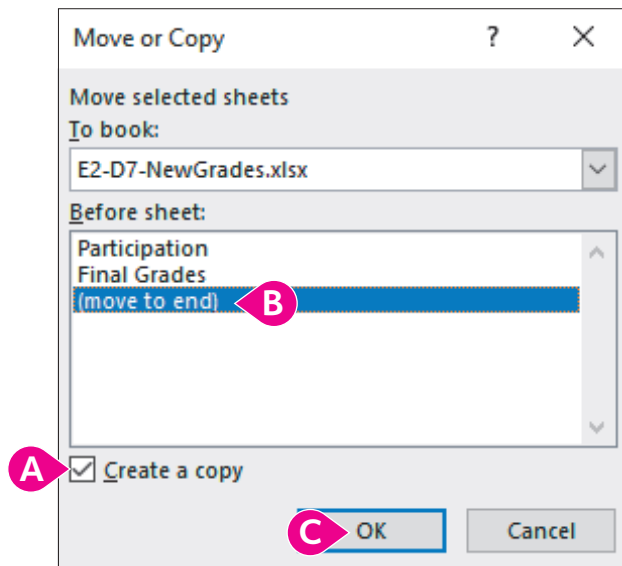 Move or Copy ? ×
Move selected sheets
To book:
E2-D7-NewGrades.xlsx
Before sheet:
Participation
Final Grades
(move to end) B
A Create a copy
C OK Cancel